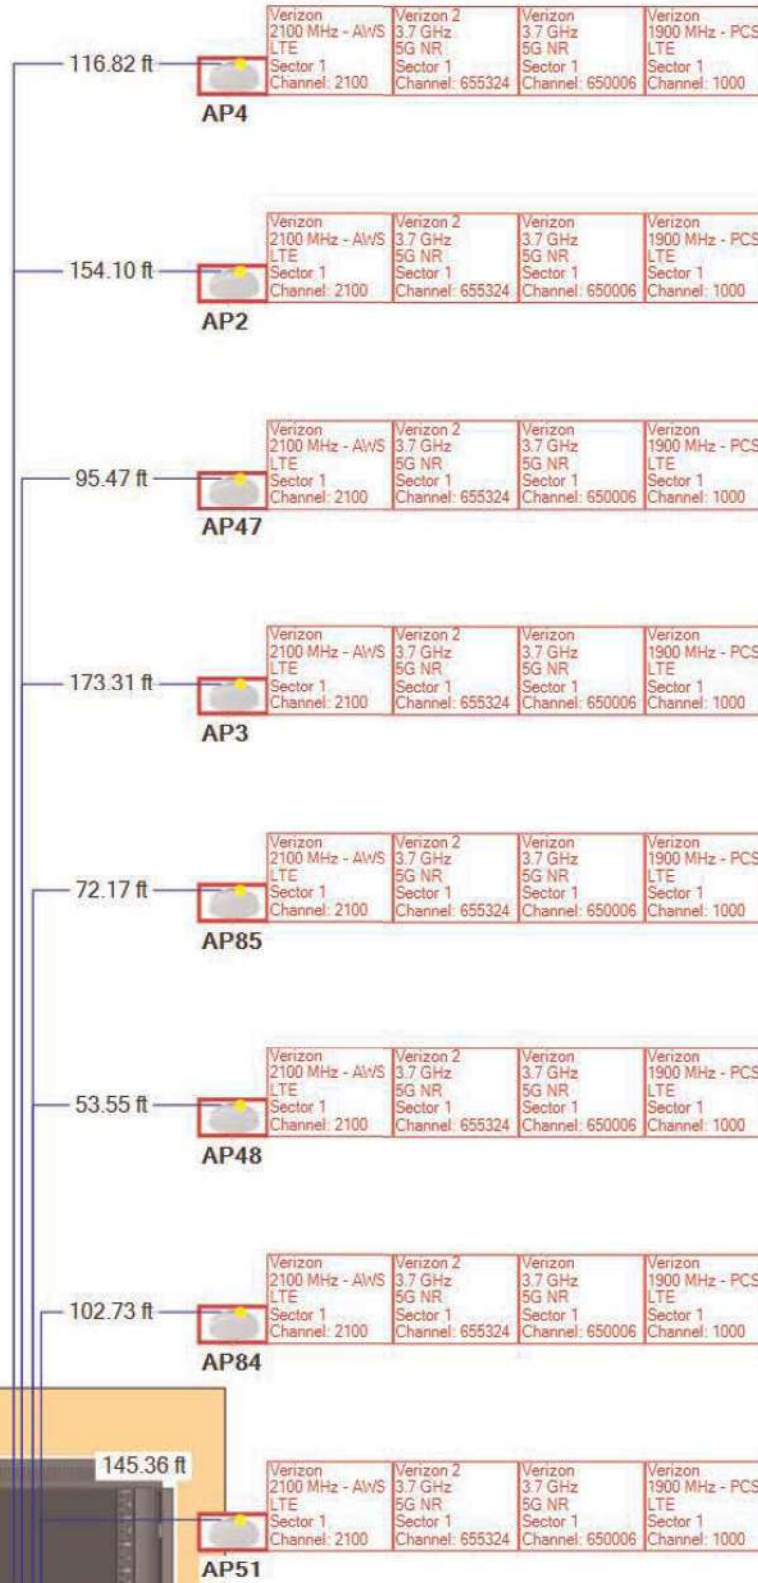 Verizon
2100 MHz - AWS
LTE
Sector 1
Channel: 2100
Verizon 2
3.7 GHz
5G NR
Sector 1
Channel: 655324
Verizon
3.7 GHz
5G NR
Sector 1
Channel: 650006
Verizon
1900 MHz - PCS
LTE
Sector 1
Channel: 1000
116.82 ft
AP4
Verizon
2100 MHz - AWS
LTE
Sector 1
Channel: 2100
Verizon 2
3.7 GHz
5G NR
Sector 1
Channel: 655324
Verizon
3.7 GHz
5G NR
Sector 1
Channel: 650006
Verizon
1900 MHz - PCS
LTE
Sector 1
Channel: 1000
154.10 ft
AP2
Verizon
2100 MHz - AWS
LTE
Sector 1
Channel: 2100
Verizon 2
3.7 GHz
5G NR
Sector 1
Channel: 655324
Verizon
3.7 GHz
5G NR
Sector 1
Channel: 650006
Verizon
1900 MHz - PCS
LTE
Sector 1
Channel: 1000
95.47 ft
AP47
Verizon
2100 MHz - AWS
LTE
Sector 1
Channel: 2100
Verizon 2
3.7 GHz
5G NR
Sector 1
Channel: 655324
Verizon
3.7 GHz
5G NR
Sector 1
Channel: 650006
Verizon
1900 MHz - PCS
LTE
Sector 1
Channel: 1000
173.31 ft
AP3
Verizon
2100 MHz - AWS
LTE
Sector 1
Channel: 2100
Verizon 2
3.7 GHz
5G NR
Sector 1
Channel: 655324
Verizon
3.7 GHz
5G NR
Sector 1
Channel: 650006
Verizon
1900 MHz - PCS
LTE
Sector 1
Channel: 1000
72.17 ft
AP85
Verizon
2100 MHz - AWS
LTE
Sector 1
Channel: 2100
Verizon 2
3.7 GHz
5G NR
Sector 1
Channel: 655324
Verizon
3.7 GHz
5G NR
Sector 1
Channel: 650006
Verizon
1900 MHz - PCS
LTE
Sector 1
Channel: 1000
53.55 ft
AP48
Verizon
2100 MHz - AWS
LTE
Sector 1
Channel: 2100
Verizon 2
3.7 GHz
5G NR
Sector 1
Channel: 655324
Verizon
3.7 GHz
5G NR
Sector 1
Channel: 650006
Verizon
1900 MHz - PCS
LTE
Sector 1
Channel: 1000
102.73 ft
AP84
145.36 ft
Verizon
2100 MHz - AWS
LTE
Sector 1
Channel: 2100
Verizon 2
3.7 GHz
5G NR
Sector 1
Channel: 655324
Verizon
3.7 GHz
5G NR
Sector 1
Channel: 650006
Verizon
1900 MHz - PCS
LTE
Sector 1
Channel: 1000
AP51